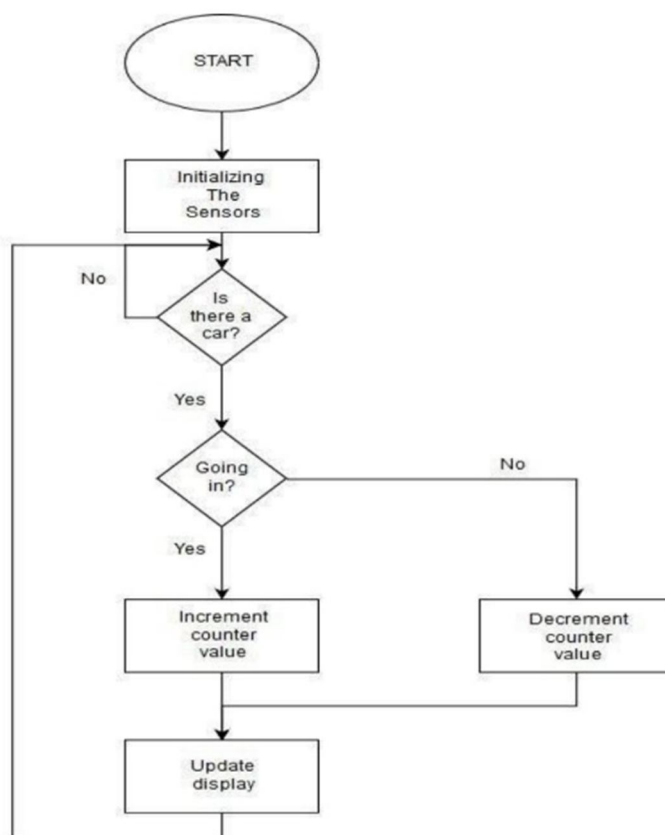 START
Initializing
The
Sensors
No
Is
there a
car?
Yes
Going
in?
No
Yes
Increment
counter
value
Decrement
counter
value
Update
display